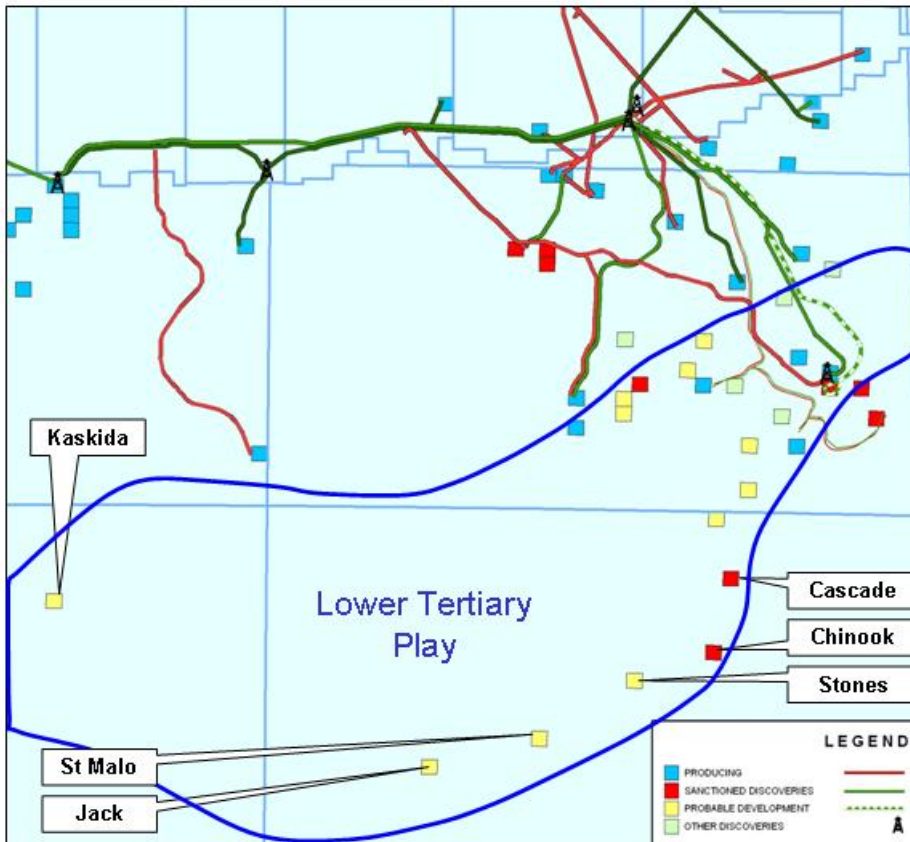 Kaskida
Lower Tertiary
Play
Cascade
Chinook
Stones
St Malo
Jack
LEGEND
PRODUCING
SANCTIONED DISCOVERIES
PROBABLE DEVELOPMENT
OTHER DISCOVERIES